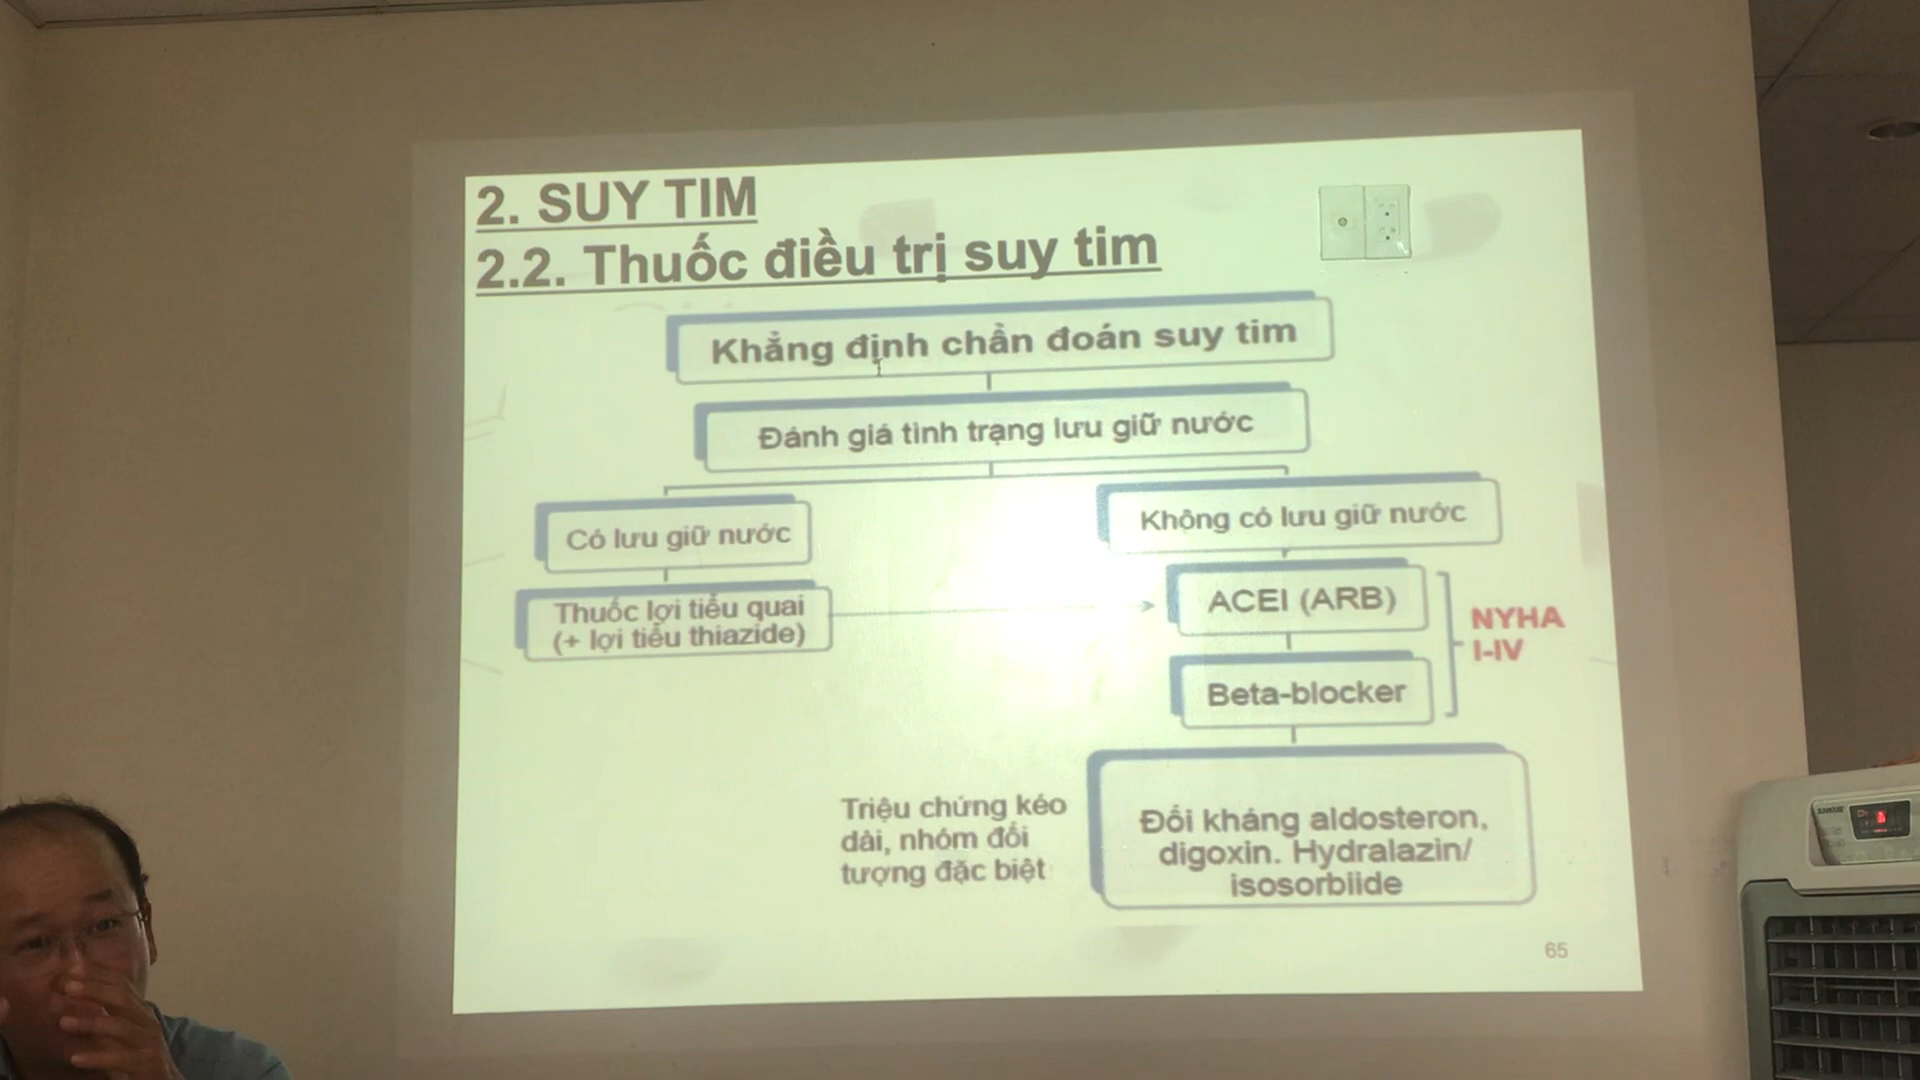 2. SUY TIM
2.2. Thuốc điều trị suy tim
Khẳng định chẩn đoán suy tim
Đánh giá tình trạng lưu giữ nước
Có lưu giữ nước
Không có lưu giữ nước
Thuốc lợi tiểu quai
(+ lợi tiểu thiazide)
ACEI (ARB)
NYHA
I-IV
Beta-blocker
Triệu chứng kéo
dài, nhóm đối
tượng đặc biệt
Đối kháng aldosteron,
digoxin. Hydralazin/
isosorbiide
65